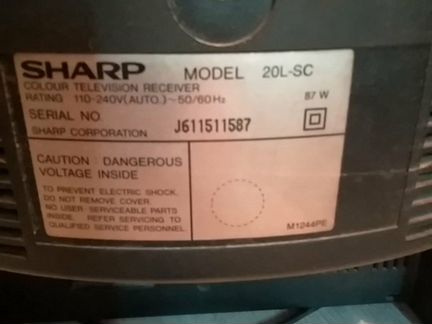 SHARP MODEL 20L-SC
COLOUR TELEVISION RECEIVER
RATING 110-240V(AUTO.)~50/60Hz 87 W
SERIAL NO. J611511587
SHARP CORPORATION
CAUTION : DANGEROUS
VOLTAGE INSIDE
TO PREVENT ELECTRIC SHOCK,
DO NOT REMOVE COVER.
NO USER- SERVICEABLE PARTS
INSIDE. REFER SERVICING TO
QUALIFIED SERVICE PERSONNEL.
M1244PE